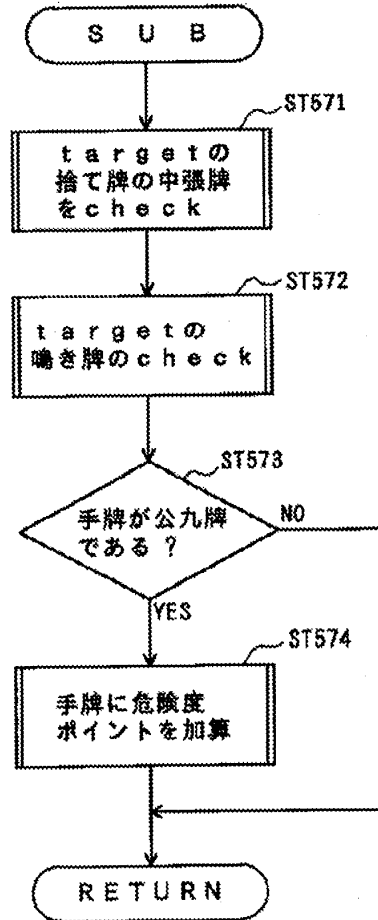 SUB
ST571
targetの
捨て牌の中張牌
をcheck
ST572
targetの
鳴き牌のcheck
ST573
手牌が公九牌
である？
NO
YES
ST574
手牌に危険度
ポイントを加算
RETURN